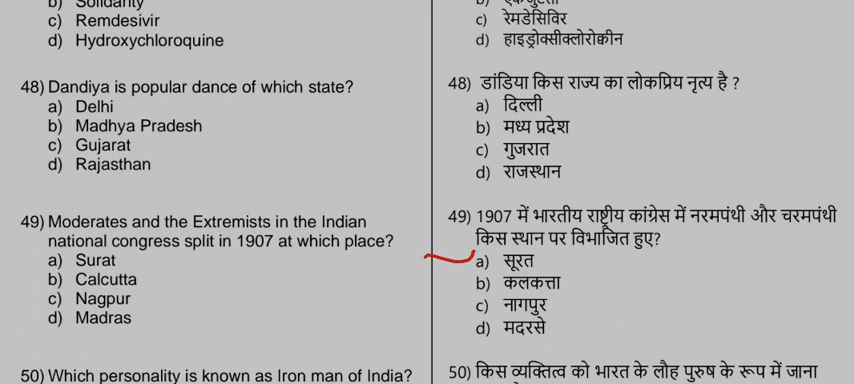 b) Solidarity
c) Remdesivir
d) Hydroxychloroquine
48) Dandiya is popular dance of which state?
a) Delhi
b) Madhya Pradesh
c) Gujarat
d) Rajasthan
49) Moderates and the Extremists in the Indian
national congress split in 1907 at which place?
a) Surat
b) Calcutta
c) Nagpur
d) Madras
50) Which personality is known as Iron man of India?
b)
c) रेमडेसिविर
d) हाइड्रोक्सीक्लोरोक्वीन
48) डांडिया किस राज्य का लोकप्रिय नृत्य है ?
a) दिल्ली
b) मध्य प्रदेश
c) गुजरात
d) राजस्थान
49) 1907 में भारतीय राष्ट्रीय कांग्रेस में नरमपंथी और चरमपंथी
किस स्थान पर विभाजित हुए?
a) सूरत
b) कलकत्ता
c) नागपुर
d) मदरसे
50) किस व्यक्तित्व को भारत के लौह पुरुष के रूप में जाना